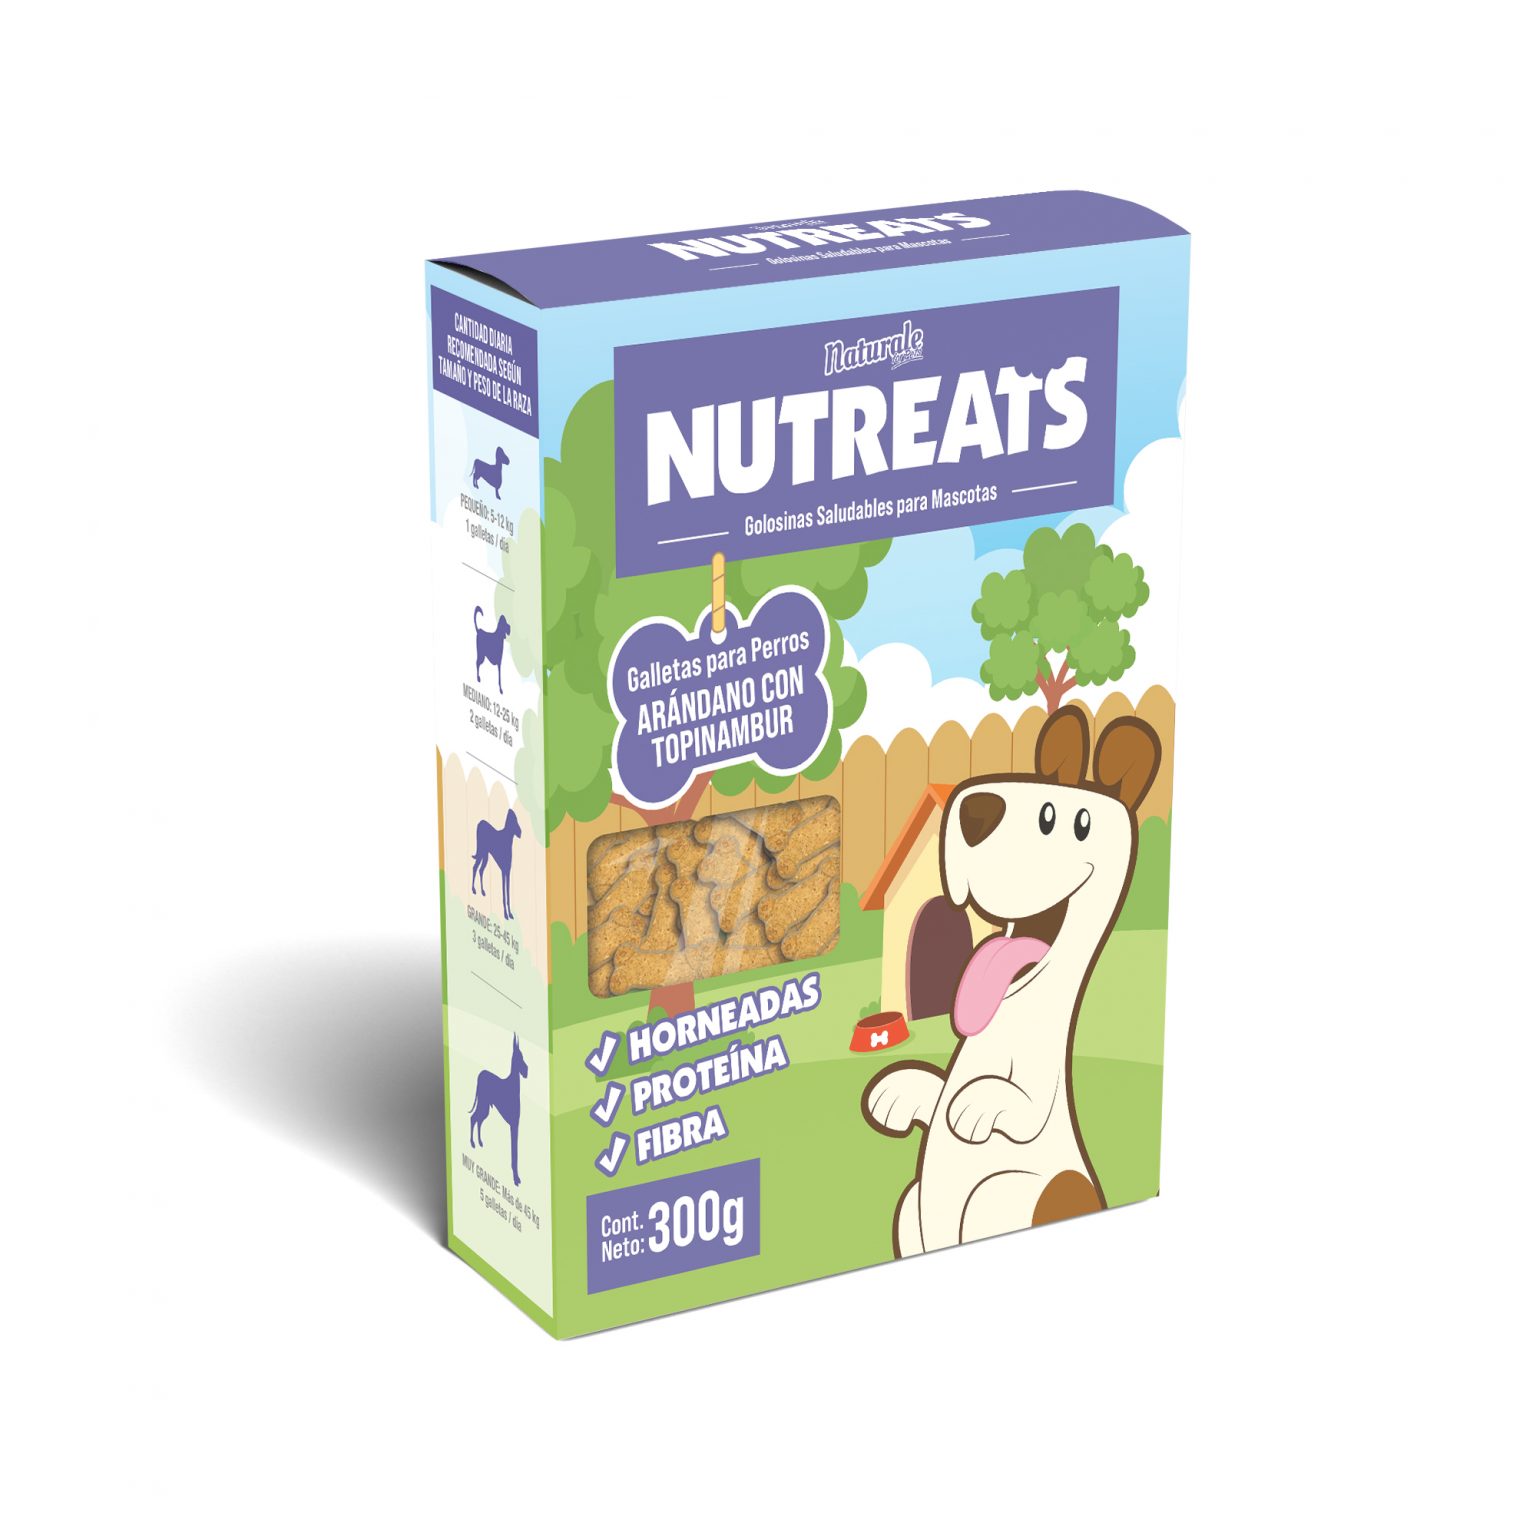 NUTREATS
Golosinas Saludables para Mascotas
Naturale
NUTREATS
Golosinas Saludables para Mascotas
Galletas para Perros
ARÁNDANO CON
TOPINAMBUR
HORNEADAS
PROTEÍNA
FIBRA
Cont.
Neto: 300g
CANTIDAD DIARIA
RECOMENDADA SEGÚN
TAMAÑO Y PESO DE LA RAZA
PEQUEÑO: 5-12 kg
1 galletas / día
MEDIANO: 12-25 kg
2 galletas / día
GRANDE: 25-45 kg
3 galletas / día
MUY GRANDE: Más de 45 kg
5 galletas / día